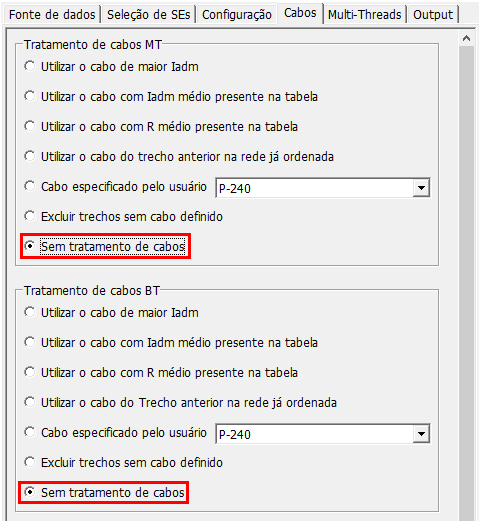 Fonte de dados Seleção de SEs Configuração Cabos Multi-Threads Output
Tratamento de cabos MT
Utilizar o cabo de maior Iadm
Utilizar o cabo com Iadm médio presente na tabela
Utilizar o cabo com R médio presente na tabela
Utilizar o cabo do trecho anterior na rede já ordenada
Cabo especificado pelo usuário P-240
Excluir trechos sem cabo definido
Sem tratamento de cabos
Tratamento de cabos BT
Utilizar o cabo de maior Iadm
Utilizar o cabo com Iadm médio presente na tabela
Utilizar o cabo com R médio presente na tabela
Utilizar o cabo do Trecho anterior na rede já ordenada
Cabo especificado pelo usuário P-240
Excluir trechos sem cabo definido
Sem tratamento de cabos